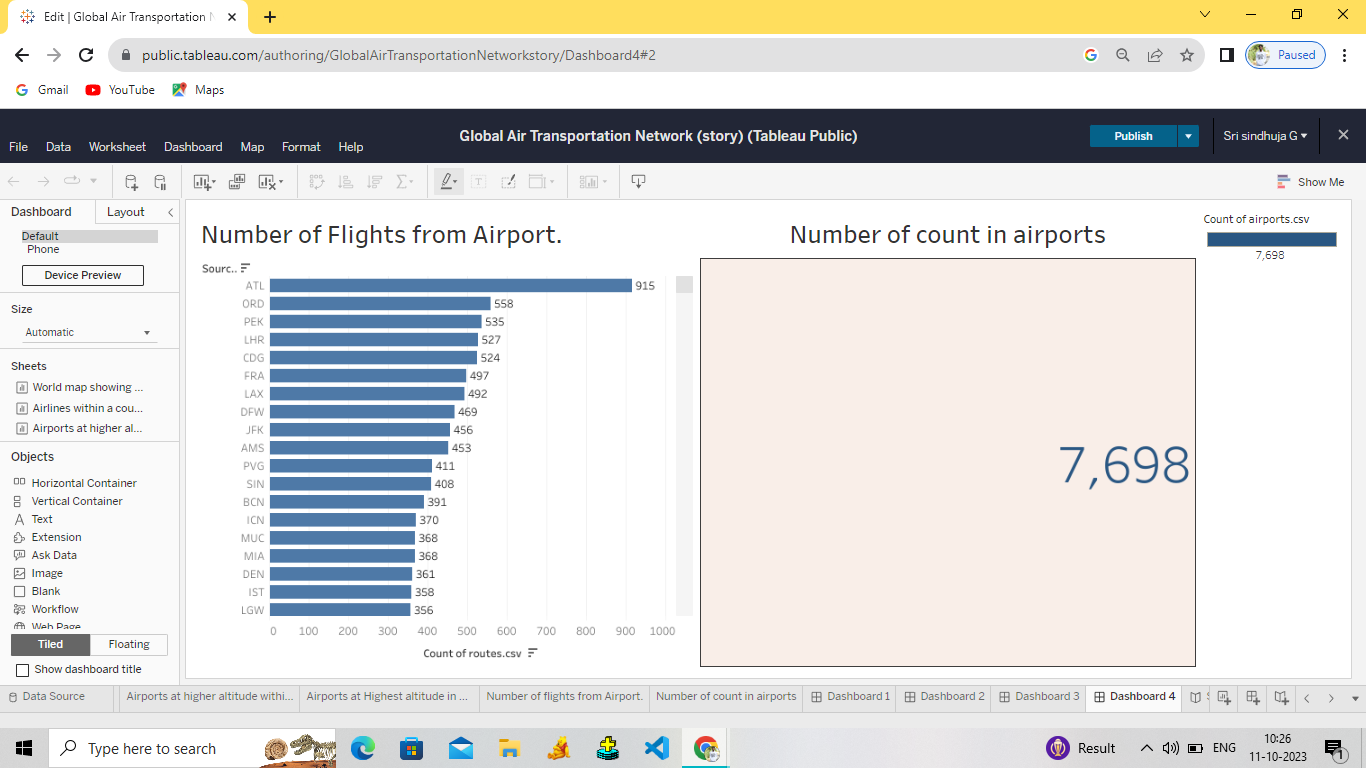 Edit | Global Air Transportation N
public.tableau.com/authoring/GlobalAirTransportationNetworkstory/Dashboard4#2
Paused
Gmail
YouTube
Maps
Global Air Transportation Network (story) (Tableau Public)
Publish
Sri sindhuja G
File Data Worksheet Dashboard Map Format Help
Show Me
Dashboard
Layout
Default
Phone
Device Preview
Size
Automatic
Sheets
World map showing ...
Airlines within a cou...
Airports at higher al...
Objects
Horizontal Container
Vertical Container
Text
Extension
Ask Data
Image
Blank
Workflow
Web Page
Tiled
Floating
Show dashboard title
Number of Flights from Airport.
Sourc..
ATL 915
ORD 558
PEK 535
LHR 527
CDG 524
FRA 497
LAX 492
DFW 469
JFK 456
AMS 453
PVG 411
SIN 408
BCN 391
ICN 370
MUC 368
MIA 368
DEN 361
IST 358
LGW 356
0 100 200 300 400 500 600 700 800 900 1000
Count of routes.csv
Number of count in airports
7,698
Count of airports.csv
7,698
Data Source
Airports at higher altitude withi...
Airports at Highest altitude in ...
Number of flights from Airport.
Number of count in airports
Dashboard 1
Dashboard 2
Dashboard 3
Dashboard 4
Type here to search
Result
ENG
10:26
11-10-2023
1